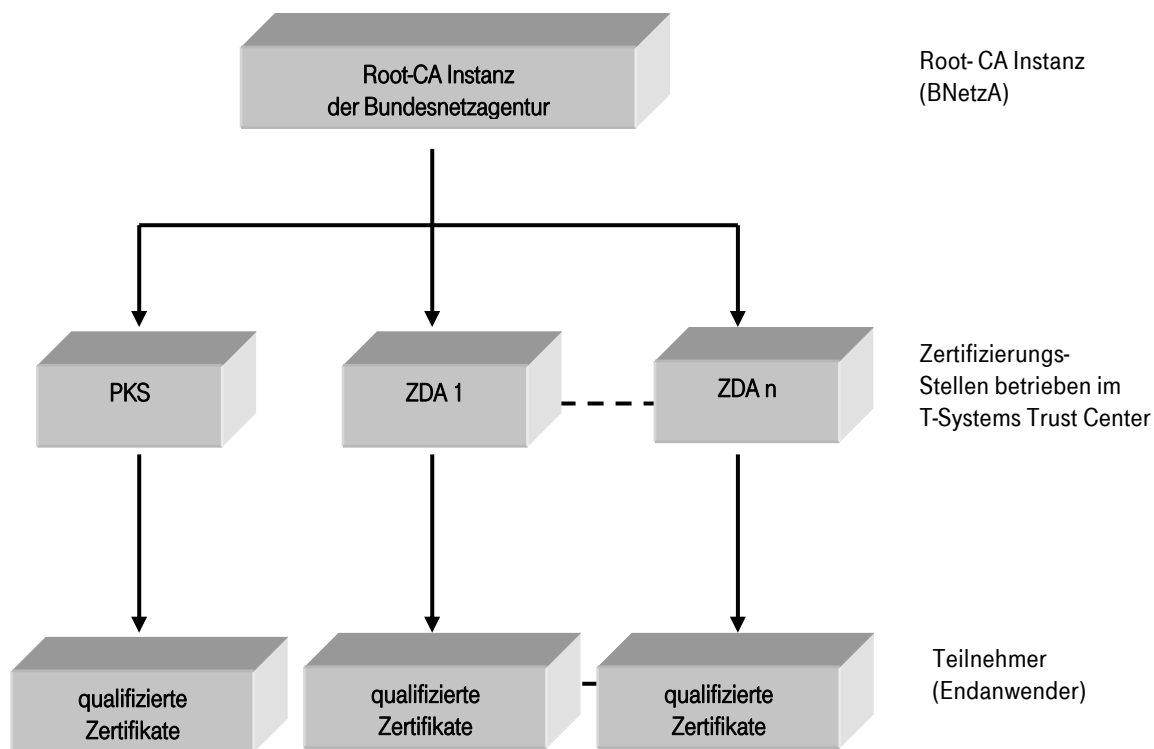 Root-CA Instanz
der Bundesnetzagentur
Root- CA Instanz
(BNetzA)
PKS
ZDA 1
ZDA n
Zertifizierungs-
Stellen betrieben im
T-Systems Trust Center
qualifizierte
Zertifikate
qualifizierte
Zertifikate
qualifizierte
Zertifikate
Teilnehmer
(Endanwender)